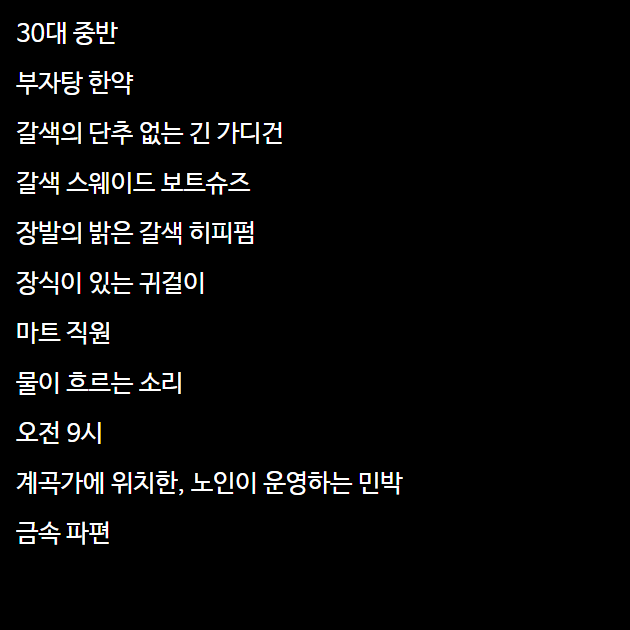 30대 중반
부자탕 한약
갈색의 단추 없는 긴 가디건
갈색 스웨이드 보트슈즈
장발의 밝은 갈색 히피펌
장식이 있는 귀걸이
마트 직원
물이 흐르는 소리
오전 9시
계곡가에 위치한, 노인이 운영하는 민박
금속 파편